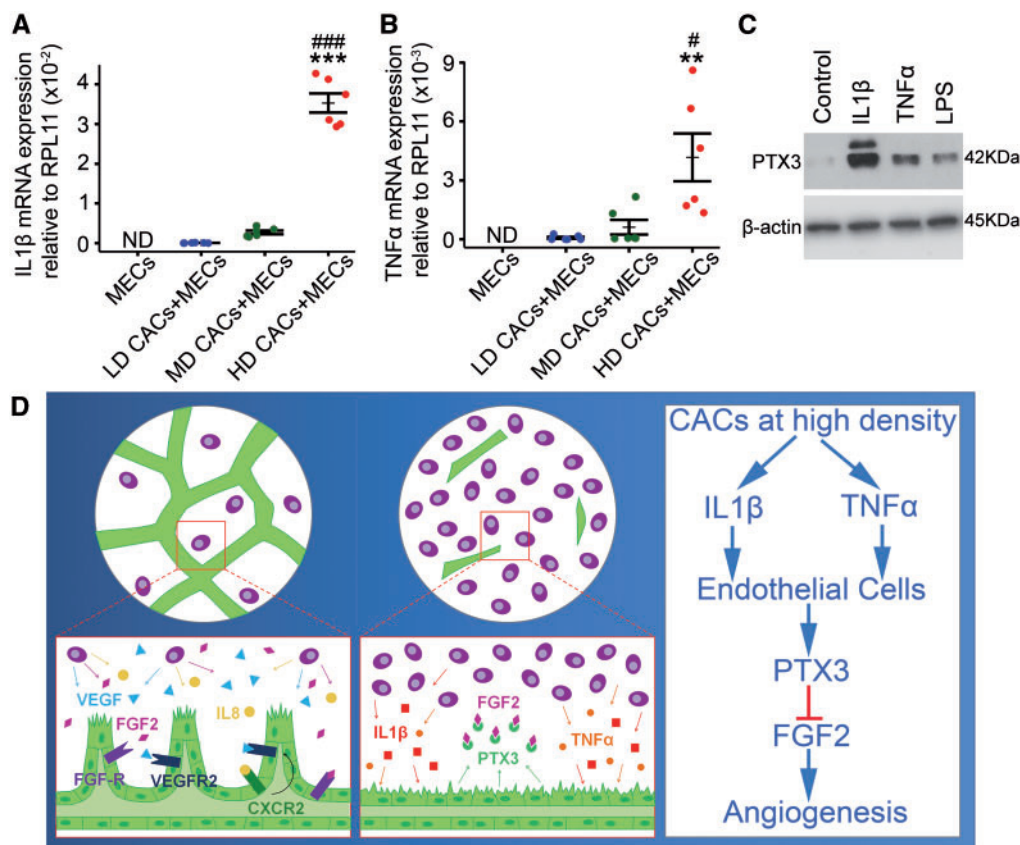 A
IL1β mRNA expression
relative to RPL11 (x10-2)
4
3
2
1
0
###
***
ND
MECs
LD CACs+MECs
MD CACs+MECs
HD CACs+MECs
B
TNFα mRNA expression
relative to RPL11 (x10-3)
9
6
3
0
#
**
ND
MECs
LD CACs+MECs
MD CACs+MECs
HD CACs+MECs
C
Control
IL1β
TNFα
LPS
PTX3
42KDa
β-actin
45KDa
D
VEGF
FGF2
IL8
FGF-R
VEGFR2
CXCR2
IL1β
FGF2
PTX3
TNFα
CACs at high density
IL1β
TNFα
Endothelial Cells
PTX3
FGF2
Angiogenesis